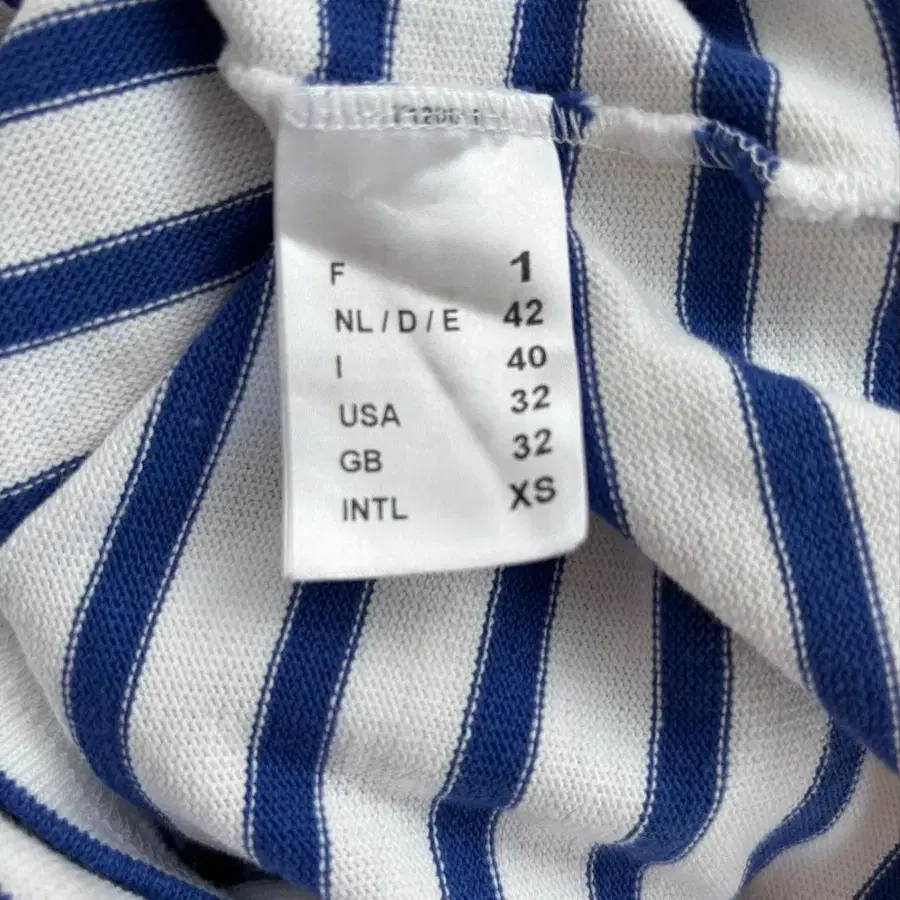 F 1
NL / D / E 42
I 40
USA 32
GB 32
INTL XS